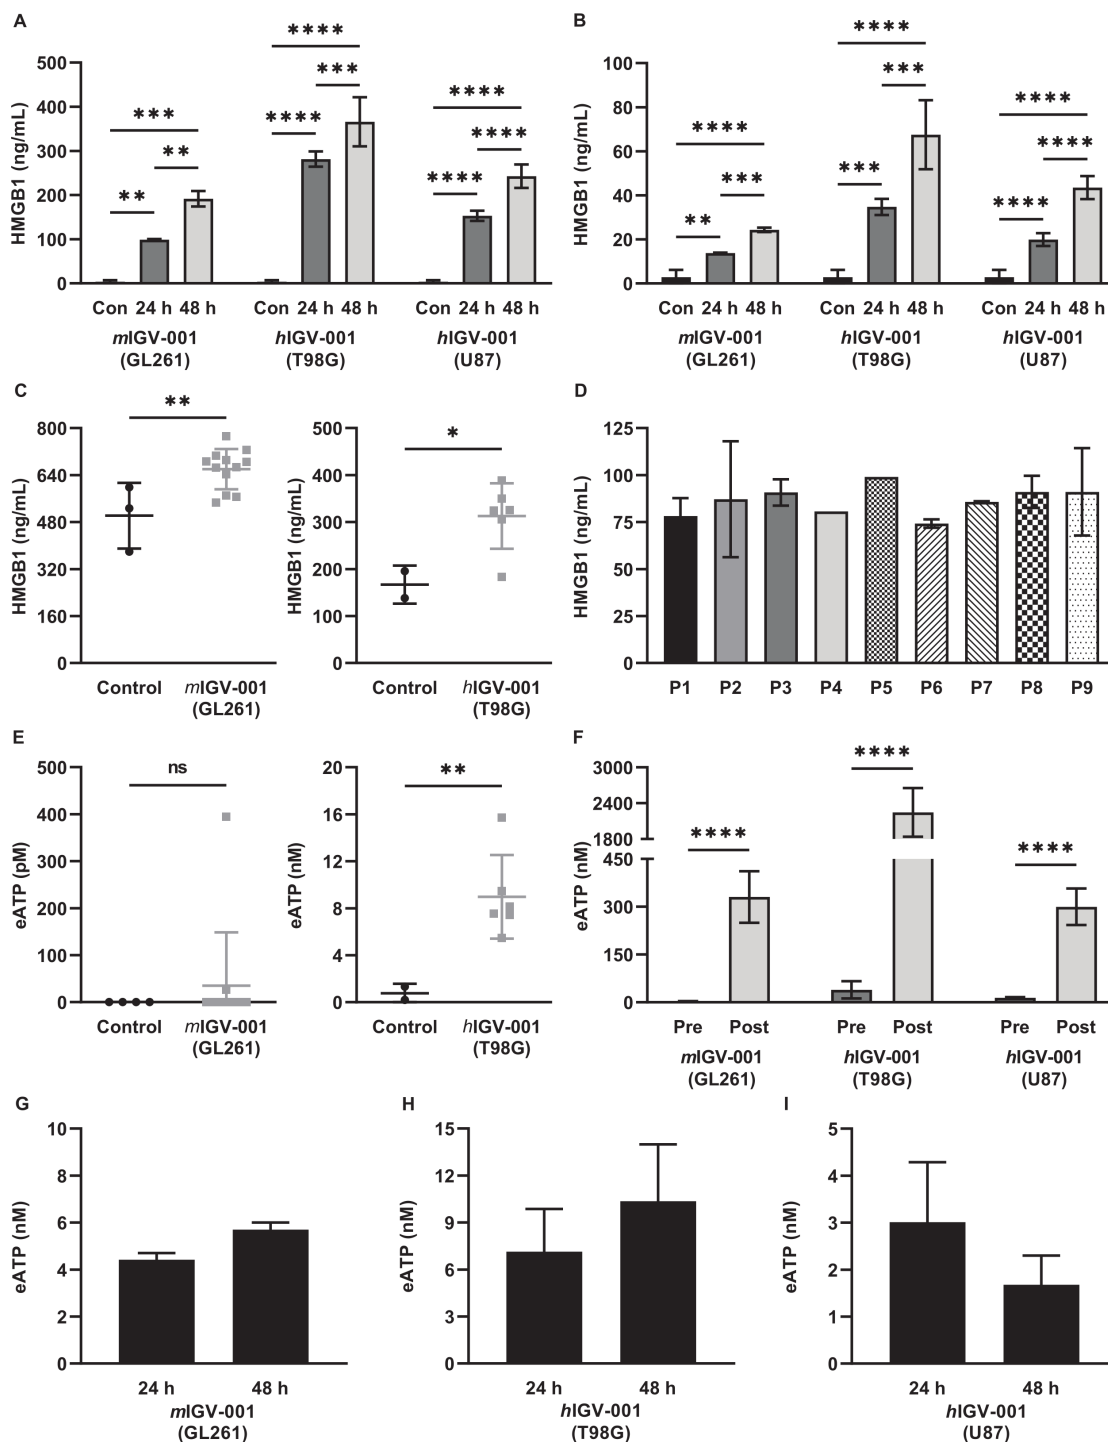 A
HMGB1 (ng/mL)
500
400
300
200
100
0
***
**
**
****
***
****
****
****
****
Con 24 h 48 h
Con 24 h 48 h
Con 24 h 48 h
mIGV-001
(GL261)
hIGV-001
(T98G)
hIGV-001
(U87)
B
HMGB1 (ng/mL)
100
80
60
40
20
0
****
***
**
****
***
***
****
****
****
Con 24 h 48 h
Con 24 h 48 h
Con 24 h 48 h
mIGV-001
(GL261)
hIGV-001
(T98G)
hIGV-001
(U87)
C
HMGB1 (ng/mL)
800
640
480
320
160
0
**
Control
mIGV-001
(GL261)
HMGB1 (ng/mL)
500
400
300
200
100
0
*
Control
hIGV-001
(T98G)
D
HMGB1 (ng/mL)
125
100
75
50
25
0
P1 P2 P3 P4 P5 P6 P7 P8 P9
E
eATP (pM)
500
400
300
200
100
0
ns
Control
mIGV-001
(GL261)
eATP (nM)
20
16
12
8
4
0
**
Control
hIGV-001
(T98G)
F
eATP (nM)
3000
2400
1800
450
300
150
0
****
****
****
Pre Post
Pre Post
Pre Post
mIGV-001
(GL261)
hIGV-001
(T98G)
hIGV-001
(U87)
G
eATP (nM)
10
8
6
4
2
0
24 h 48 h
mIGV-001
(GL261)
H
eATP (nM)
15
12
9
6
3
0
24 h 48 h
hIGV-001
(T98G)
I
eATP (nM)
5
4
3
2
1
0
24 h 48 h
hIGV-001
(U87)